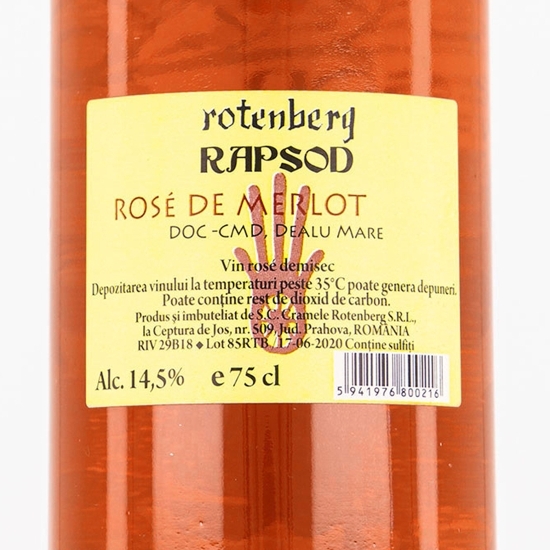 rotenberg
RAPSOD
ROSÉ DE MERLOT
DOC-CMD, DEALU MARE
Vin rosé demisec
Depozitarea vinului la temperaturi peste 35°C poate genera depuneri.
Poate conține rest de dioxid de carbon.
Produs și imbuteliat de S.C. Cramele Rotenberg S.R.L.,
la Ceptura de Jos, nr. 509, Jud. Prahova, ROMÂNIA
RIV 29B18 ◆ Lot 85RTB, 17-06-2020 Conține sulfiți
Alc. 14,5% e 75 cl
5 941976 800216